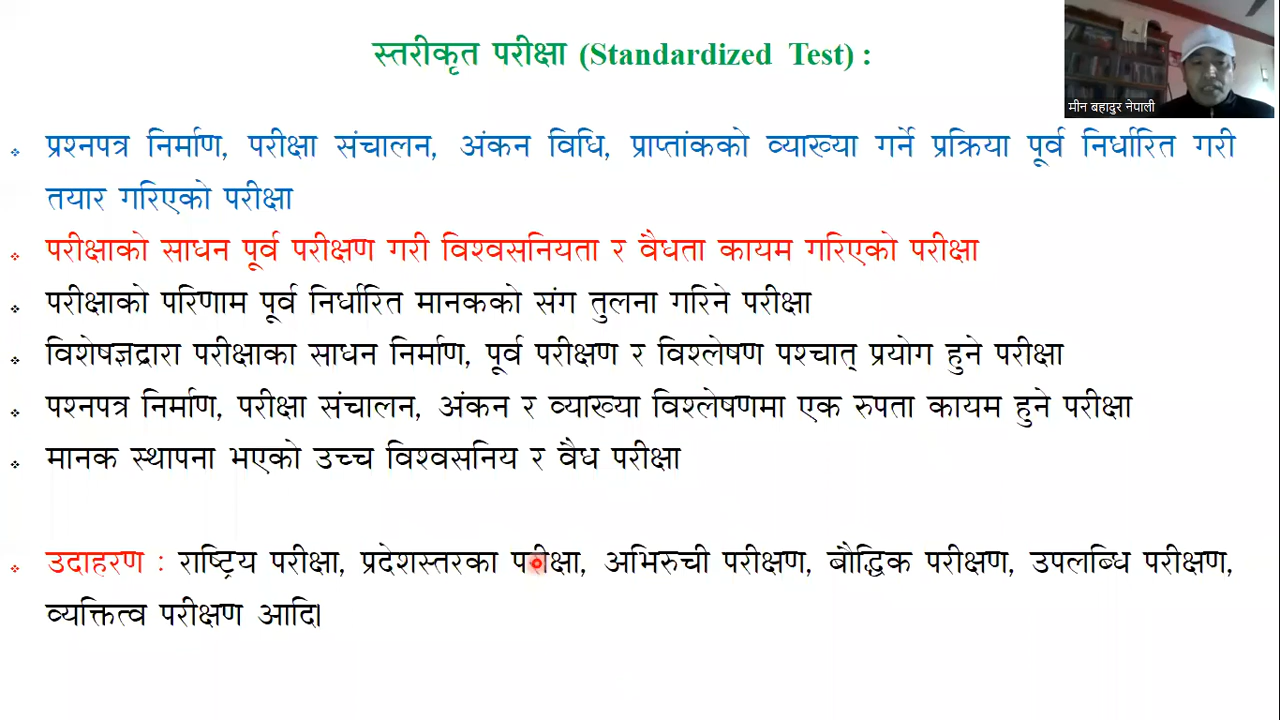 स्तरीकृत परीक्षा (Standardized Test) :
मीन बहादुर नेपाली
प्रश्नपत्र निर्माण, परीक्षा संचालन, अंकन विधि, प्राप्तांकको व्याख्या गर्ने प्रक्रिया पूर्व निर्धारित गरी
तयार गरिएको परीक्षा
परीक्षाको साधन पूर्व परीक्षण गरी विश्वसनियता र वैधता कायम गरिएको परीक्षा
परीक्षाको परिणाम पूर्व निर्धारित मानकको संग तुलना गरिने परीक्षा
विशेषज्ञद्वारा परीक्षाका साधन निर्माण, पूर्व परीक्षण र विश्लेषण पश्चात् प्रयोग हुने परीक्षा
पश्नपत्र निर्माण, परीक्षा संचालन, अंकन र व्याख्या विश्लेषणमा एक रुपता कायम हुने परीक्षा
मानक स्थापना भएको उच्च विश्वसनिय र वैध परीक्षा
उदाहरण : राष्ट्रिय परीक्षा, प्रदेशस्तरका परीक्षा, अभिरुची परीक्षण, बौद्धिक परीक्षण, उपलब्धि परीक्षण,
व्यक्तित्व परीक्षण आदि।